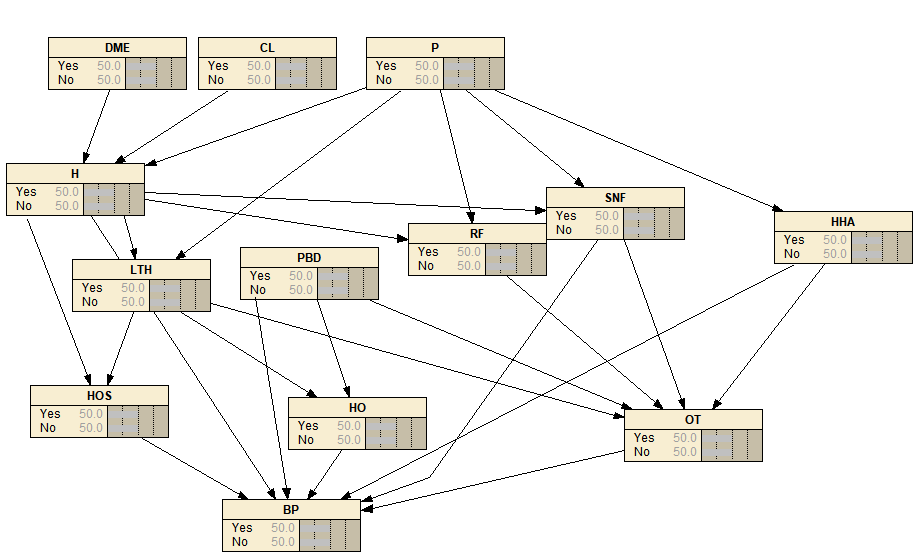 DME
Yes 50.0
No 50.0
CL
Yes 50.0
No 50.0
P
Yes 50.0
No 50.0
H
Yes 50.0
No 50.0
SNF
Yes 50.0
No 50.0
HHA
Yes 50.0
No 50.0
RF
Yes 50.0
No 50.0
LTH
Yes 50.0
No 50.0
PBD
Yes 50.0
No 50.0
HOS
Yes 50.0
No 50.0
HO
Yes 50.0
No 50.0
OT
Yes 50.0
No 50.0
BP
Yes 50.0
No 50.0